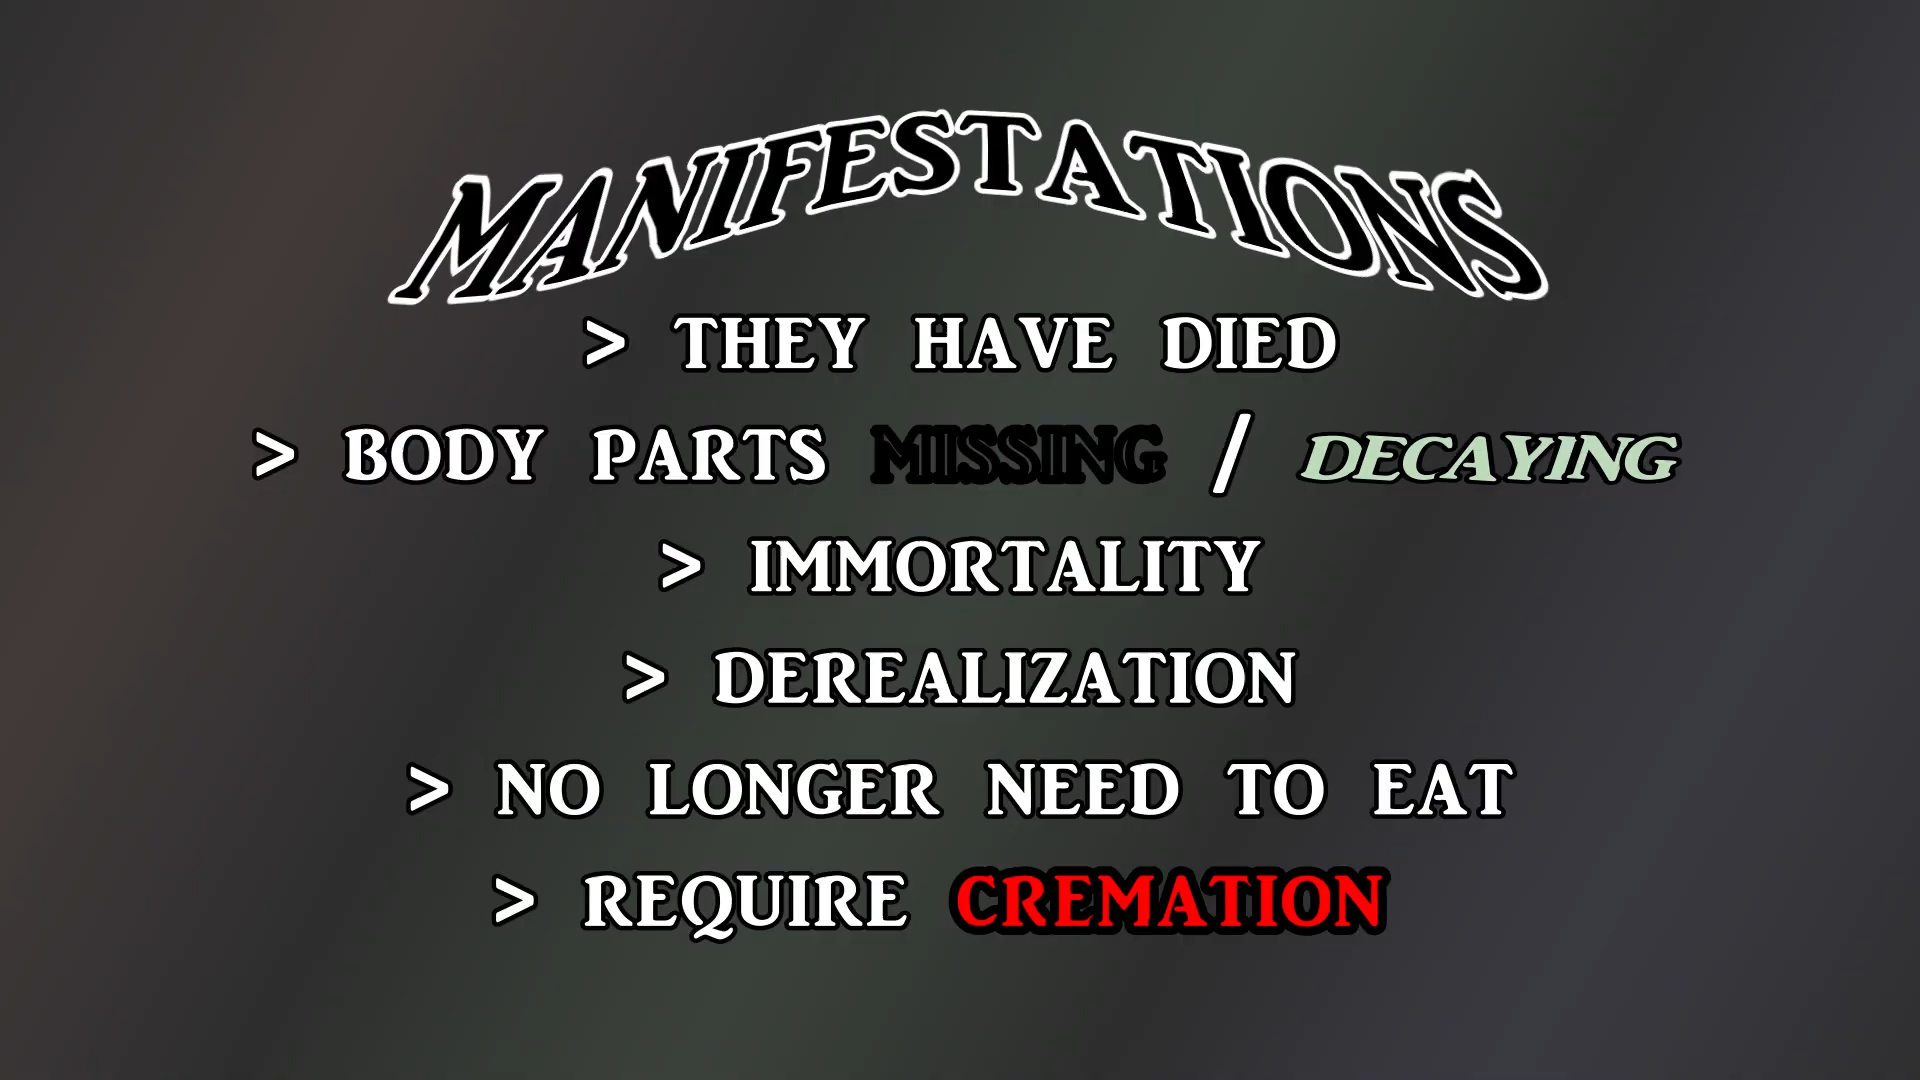 MANIFESTATIONS
> THEY HAVE DIED
> BODY PARTS MISSING / DECAYING
> IMMORTALITY
> DEREALIZATION
> NO LONGER NEED TO EAT
> REQUIRE CREMATION